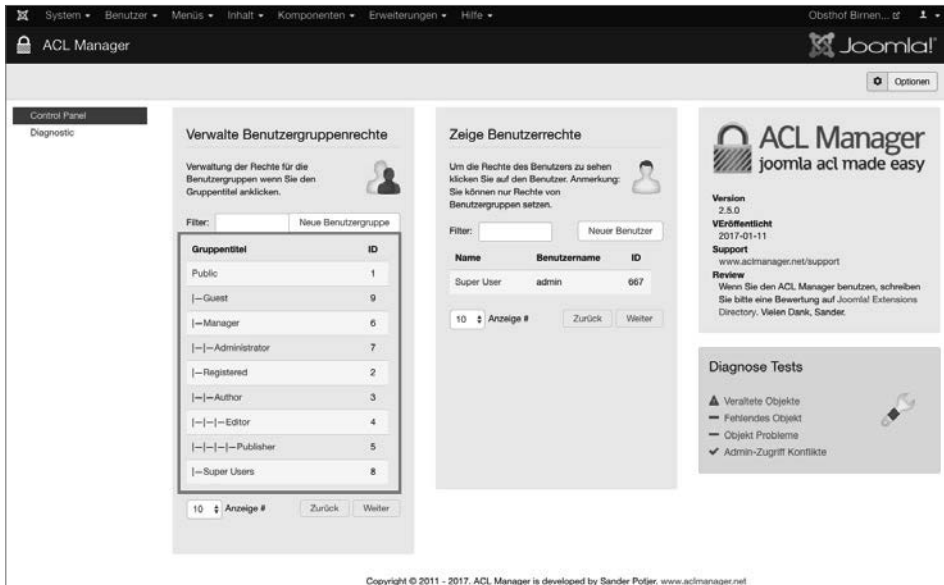 System Benutzer Menüs Inhalt Komponenten Erweiterungen Hilfe Obsthof Birnen...
ACL Manager Joomla!
Optionen
Control Panel
Diagnostic
Verwalte Benutzergruppenrechte
Verwaltung der Rechte für die
Benutzergruppen wenn Sie den
Gruppentitel anklicken.
Filter: Neue Benutzergruppe
Gruppentitel ID
Public 1
|—Guest 9
|—Manager 6
|—|—Administrator 7
|—Registered 2
|—|—Author 3
|—|—|—Editor 4
|—|—|—|—Publisher 5
|—Super Users 8
10 Anzeige # Zurück Weiter
Zeige Benutzerrechte
Um die Rechte des Benutzers zu sehen
klicken Sie auf den Benutzer. Anmerkung:
Sie können nur Rechte von
Benutzergruppen setzen.
Filter: Neuer Benutzer
Name Benutzername ID
Super User admin 667
10 Anzeige # Zurück Weiter
ACL Manager
joomla acl made easy
Version
2.5.0
VEröffentlicht
2017-01-11
Support
www.aclmanager.net/support
Review
Wenn Sie den ACL Manager benutzen, schreiben
Sie bitte eine Bewertung auf Joomla! Extensions
Directory. Vielen Dank, Sander.
Diagnose Tests
Veraltete Objekte
Fehlendes Objekt
Objekt Probleme
Admin-Zugriff Konflikte
Copyright © 2011 - 2017. ACL Manager is developed by Sander Potjer. www.aclmanager.net